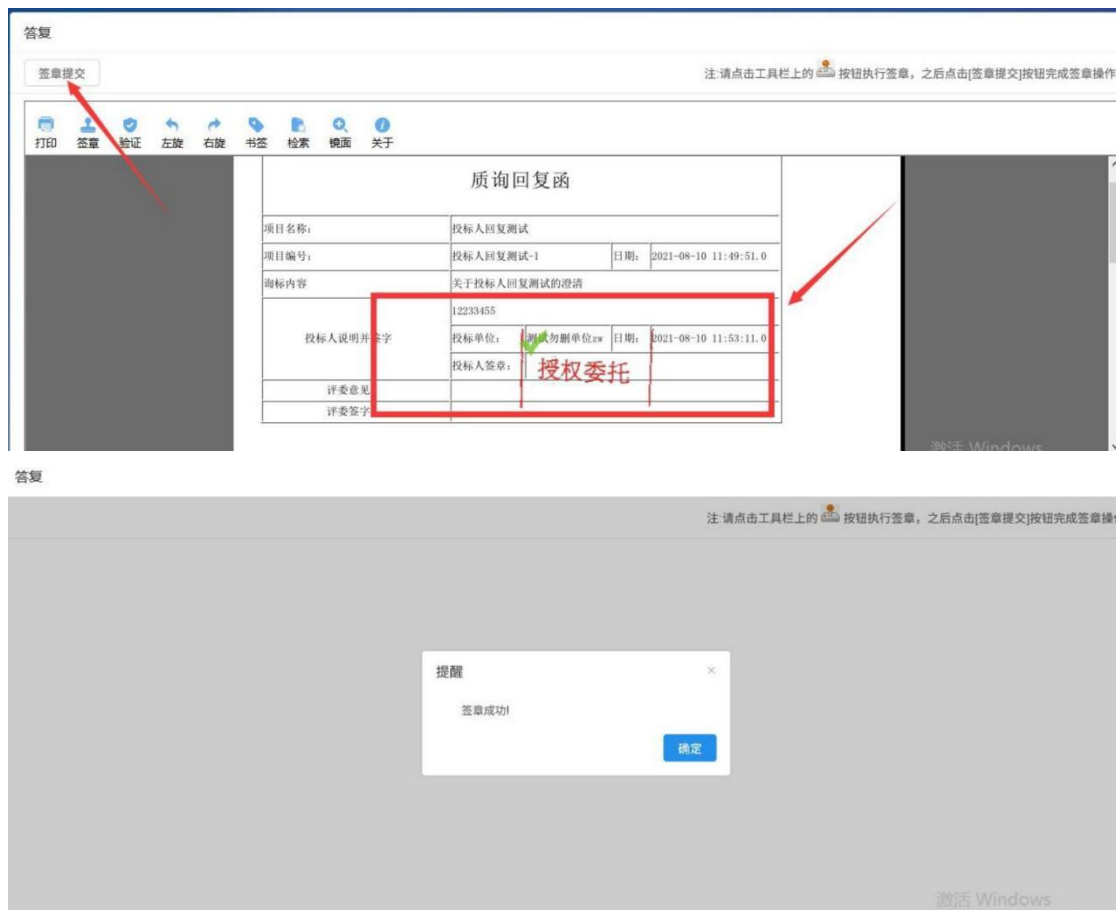 答复
签章提交
注:请点击工具栏上的 按钮执行签章，之后点击[签章提交]按钮完成签章操作
打印 签章 验证 左旋 右旋 书签 检索 镜面 关于
质询回复函
项目名称： 投标人回复测试
项目编号： 投标人回复测试-1 日期： 2021-08-10 11:49:51.0
询标内容 关于投标人回复测试的澄清
12233455
投标人说明并签字
投标单位： 测试勿删单位zw 日期： 2021-08-10 11:53:11.0
投标人签章：
授权委托
评委意见
评委签字
激活 Windows
答复
注:请点击工具栏上的 按钮执行签章，之后点击[签章提交]按钮完成签章操
提醒
×
签章成功!
确定
激活 Windows